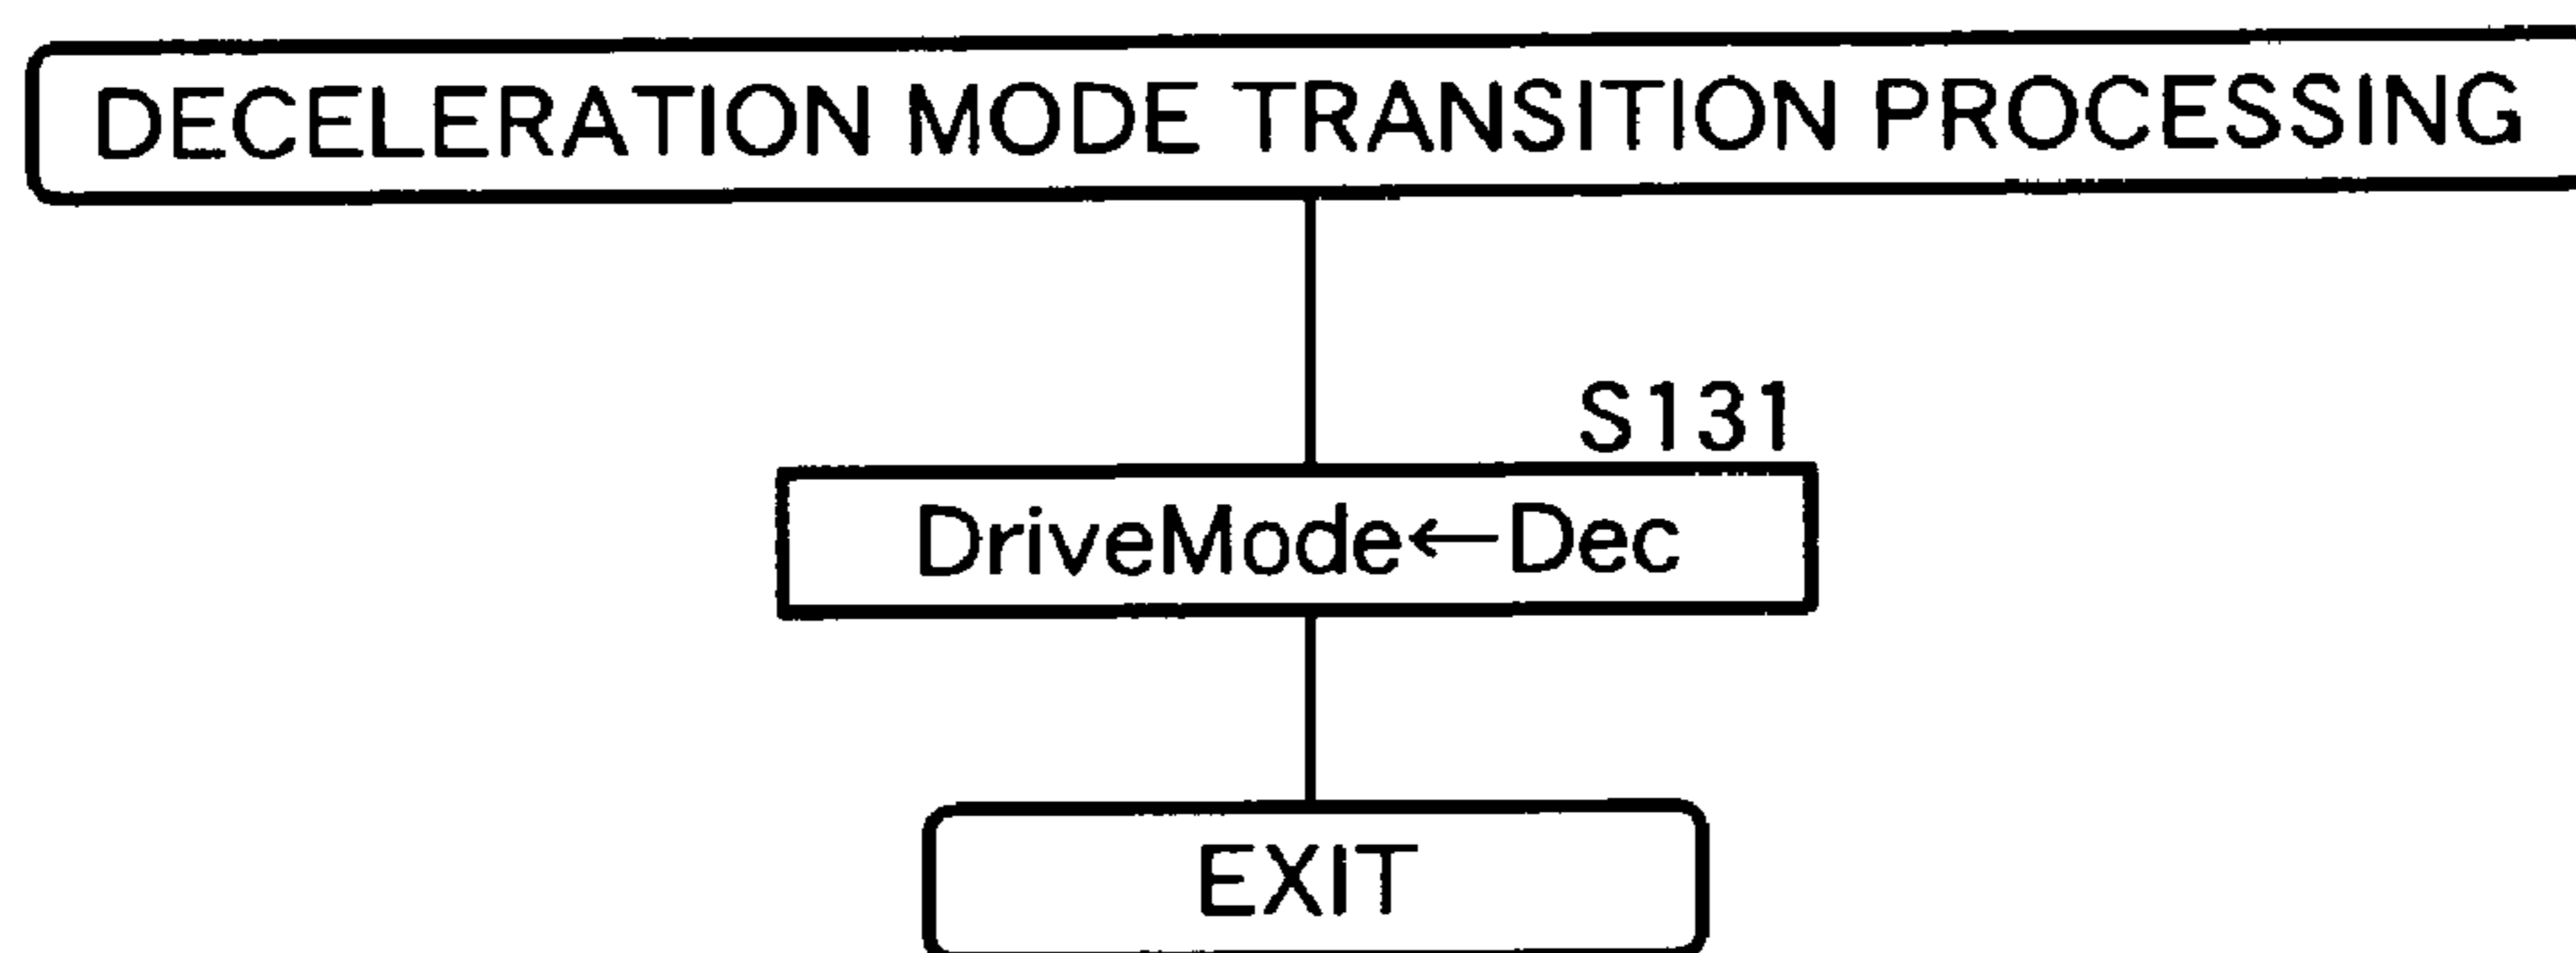 DECELERATION MODE TRANSITION PROCESSING
S131
DriveMode←Dec
EXIT